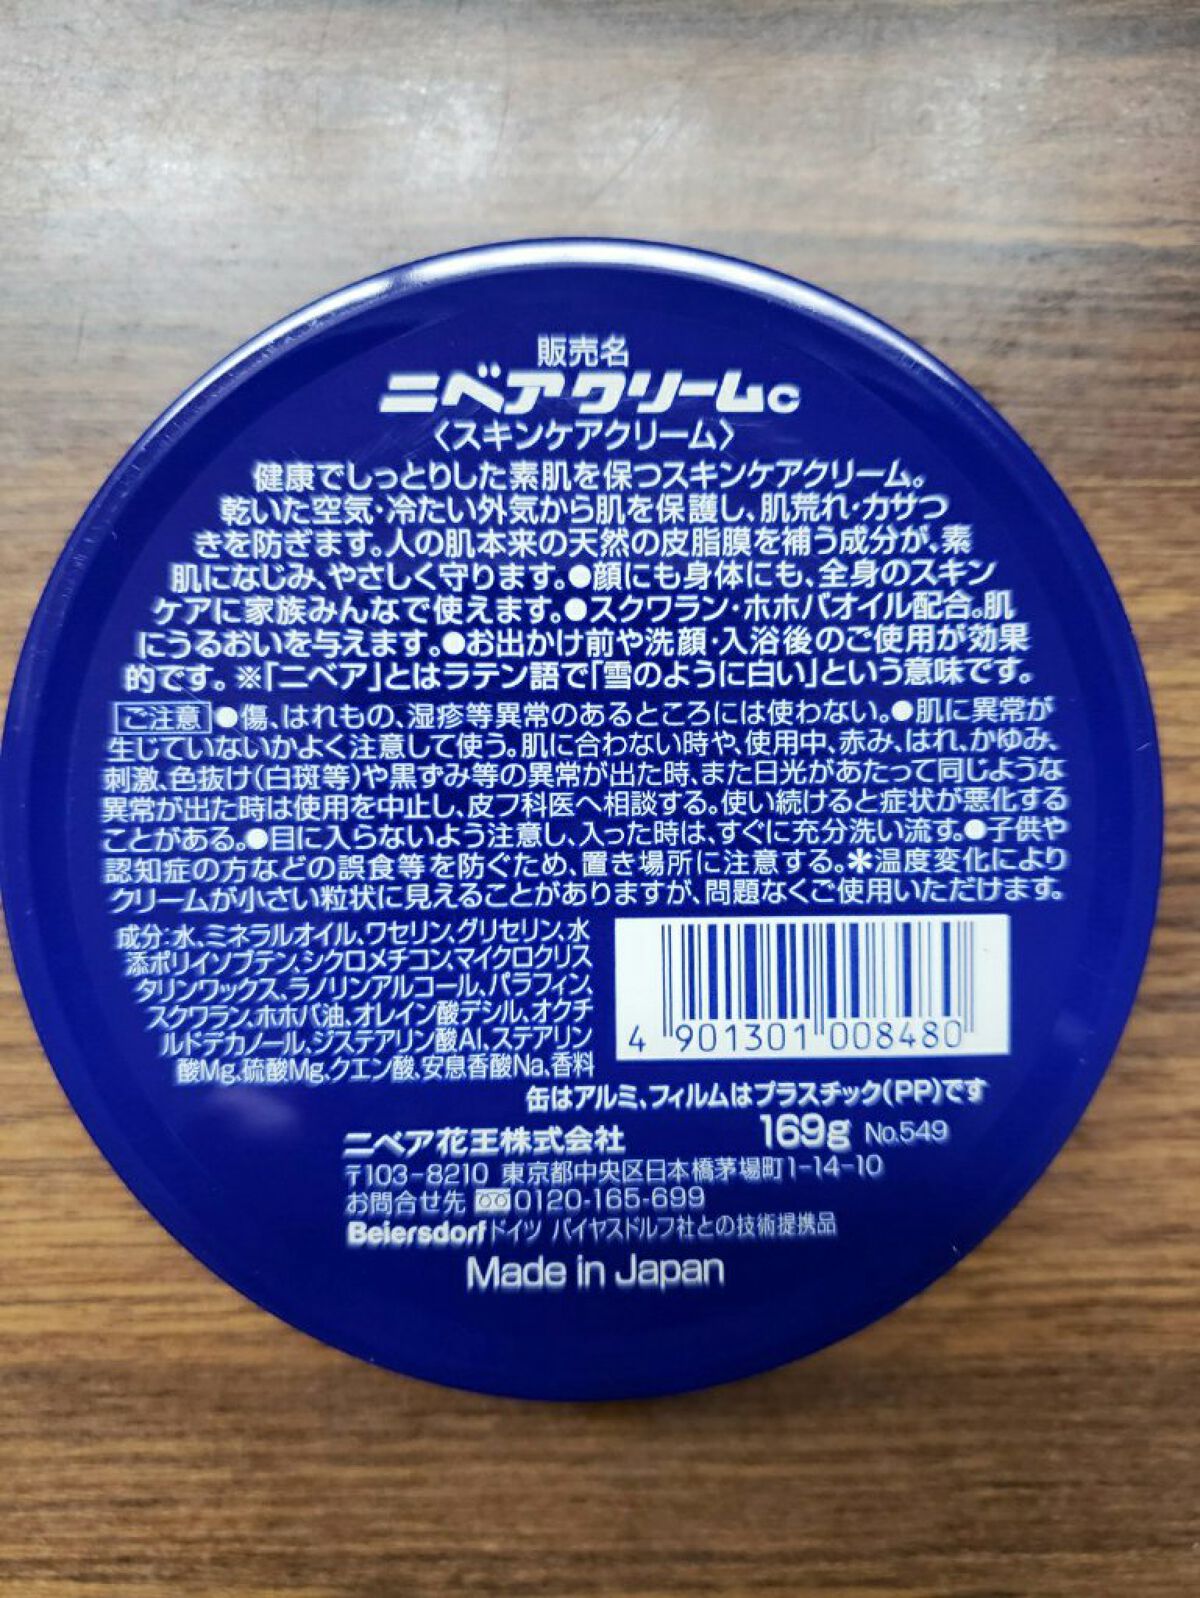 販売名
ニベアクリームc
〈スキンケアクリーム〉
健康でしっとりした素肌を保つスキンケアクリーム。
乾いた空気・冷たい外気から肌を保護し、肌荒れ・カサつ
きを防ぎます。人の肌本来の天然の皮脂膜を補う成分が、素
肌になじみ、やさしく守ります。●顔にも身体にも、全身のスキン
ケアに家族みんなで使えます。●スクワラン・ホホバオイル配合。肌
にうるおいを与えます。●お出かけ前や洗顔・入浴後のご使用が効果
的です。※「ニベア」とはラテン語で「雪のように白い」という意味です。
ご注意 ●傷、はれもの、湿疹等異常のあるところには使わない。●肌に異常が
生じていないかよく注意して使う。肌に合わない時や、使用中、赤み、はれ、かゆみ、
刺激、色抜け(白斑等)や黒ずみ等の異常が出た時、また日光があたって同じような
異常が出た時は使用を中止し、皮フ科医へ相談する。使い続けると症状が悪化する
ことがある。●目に入らないよう注意し、入った時は、すぐに充分洗い流す。●子供や
認知症の方などの誤食等を防ぐため、置き場所に注意する。＊温度変化により
クリームが小さい粒状に見えることがありますが、問題なくご使用いただけます。
成分：水、ミネラルオイル、ワセリン、グリセリン、水
添ポリイソブテン、シクロメチコン、マイクロクリス
タリンワックス、ラノリンアルコール、パラフィン、
スクワラン、ホホバ油、オレイン酸デシル、オクチ
ルドデカノール、ジステアリン酸Al、ステアリン
酸Mg、硫酸Mg、クエン酸、安息香酸Na、香料
4 901301 008480
缶はアルミ、フィルムはプラスチック(PP)です
169g No.549
ニベア花王株式会社
〒103-8210 東京都中央区日本橋茅場町1-14-10
お問合せ先 0120-165-699
Beiersdorf ドイツ バイヤスドルフ社との技術提携品
Made in Japan